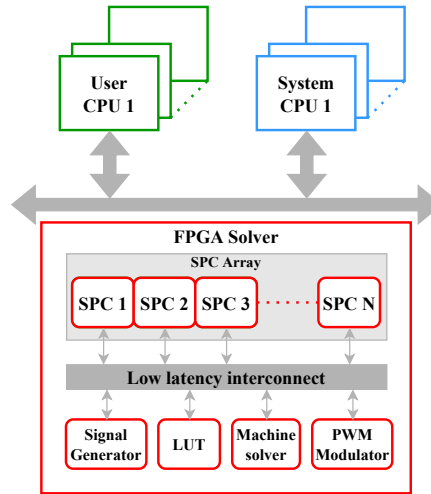 User
CPU 1
System
CPU 1
FPGA Solver
SPC Array
SPC 1
SPC 2
SPC 3
SPC N
Low latency interconnect
Signal
Generator
LUT
Machine
solver
PWM
Modulator